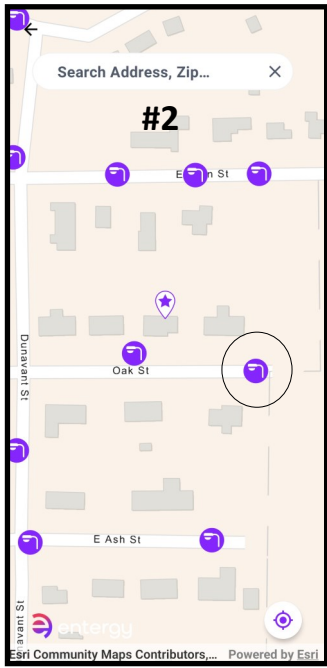 Search Address, Zip...
#2
Oak St
Dunavant St
E Ash St
entergy
Esri Community Maps Contributors,... Powered by Esri